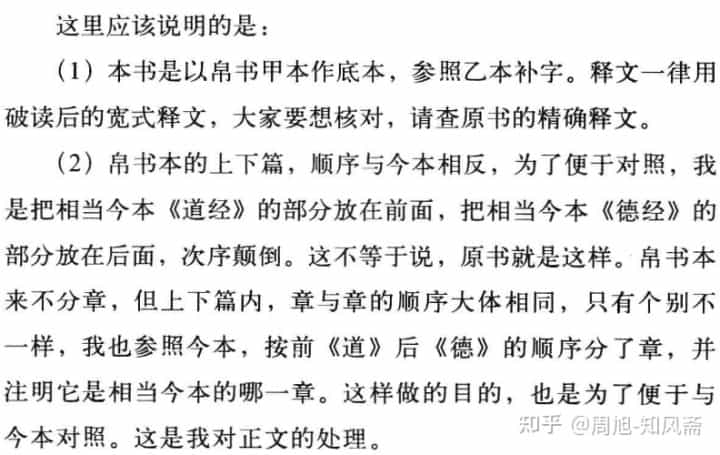 这里应该说明的是：
（1）本书是以帛书甲本作底本，参照乙本补字。释文一律用
破读后的宽式释文，大家要想核对，请查原书的精确释文。
（2）帛书本的上下篇，顺序与今本相反，为了便于对照，我
是把相当今本《道经》的部分放在前面，把相当今本《德经》的
部分放在后面，次序颠倒。这不等于说，原书就是这样。帛书本
来不分章，但上下篇内，章与章的顺序大体相同，只有个别不
一样，我也参照今本，按前《道》后《德》的顺序分了章，并
注明它是相当今本的哪一章。这样做的目的，也是为了便于与
今本对照。这是我对正文的处理。
知乎 @周旭-知风斋